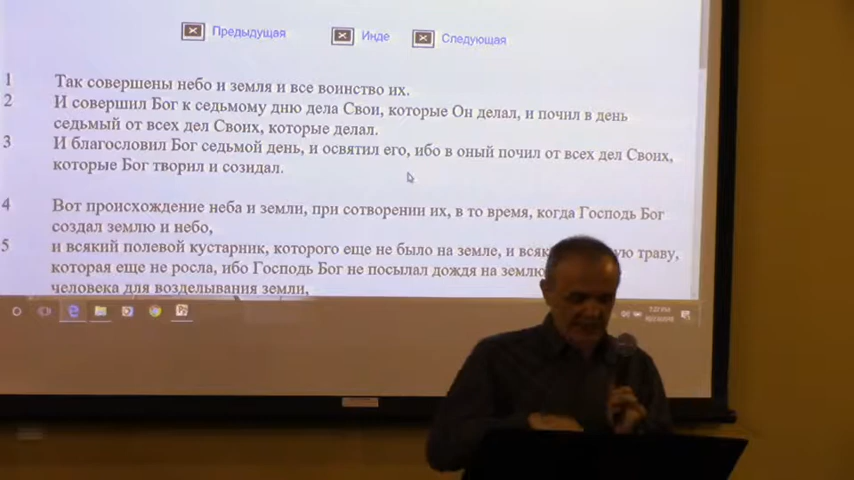 Предыдущая Инде Следующая
1 Так совершены небо и земля и все воинство их.
2 И совершил Бог к седьмому дню дела Свои, которые Он делал, и почил в день
седьмый от всех дел Своих, которые делал.
3 И благословил Бог седьмой день, и освятил его, ибо в оный почил от всех дел Своих,
которые Бог творил и созидал.
4 Вот происхождение неба и земли, при сотворении их, в то время, когда Господь Бог
создал землю и небо,
5 и всякий полевой кустарник, которого еще не было на земле, и всяк ую траву,
которая еще не росла, ибо Господь Бог не посылал дождя на землю
человека для возделывания земли,